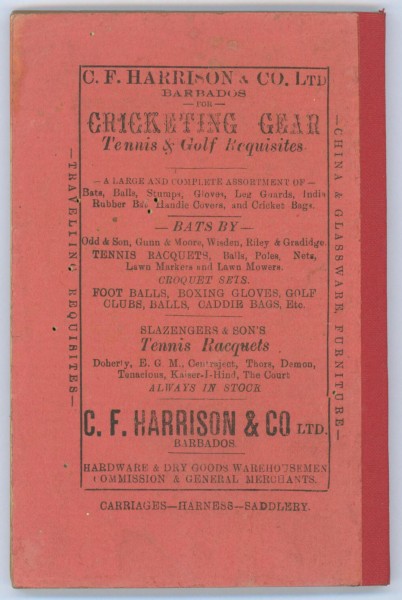 C. F. HARRISON & CO. LTD
BARBADOS
— FOR —
CRICKETING GEAR
Tennis & Golf Requisites
— A LARGE AND COMPLETE ASSORTMENT OF —
Bats, Balls, Stumps, Gloves, Leg Guards, India
Rubber Bat Handle Covers, and Cricket Bags.
— BATS BY —
Odd & Son, Gunn & Moore, Wisden, Riley & Gradidge.
TENNIS RACQUETS, Balls, Poles, Nets,
Lawn Markers and Lawn Mowers.
CROQUET SETS.
FOOT BALLS, BOXING GLOVES, GOLF
CLUBS, BALLS, CADDIE BAGS, Etc.
SLAZENGERS & SON'S
Tennis Racquets
Doherty, E. G. M., Centraject, Thors, Demon,
Tenacious, Kaiser-I-Hind, The Court
ALWAYS IN STOCK
C. F. HARRISON & CO LTD.
BARBADOS.
HARDWARE & DRY GOODS WAREHOUSEMEN
COMMISSION & GENERAL MERCHANTS.
CARRIAGES—HARNESS—SADDLERY.
—TRAVELLING REQUISITES—
—CHINA & GLASSWARE, FURNITURE—